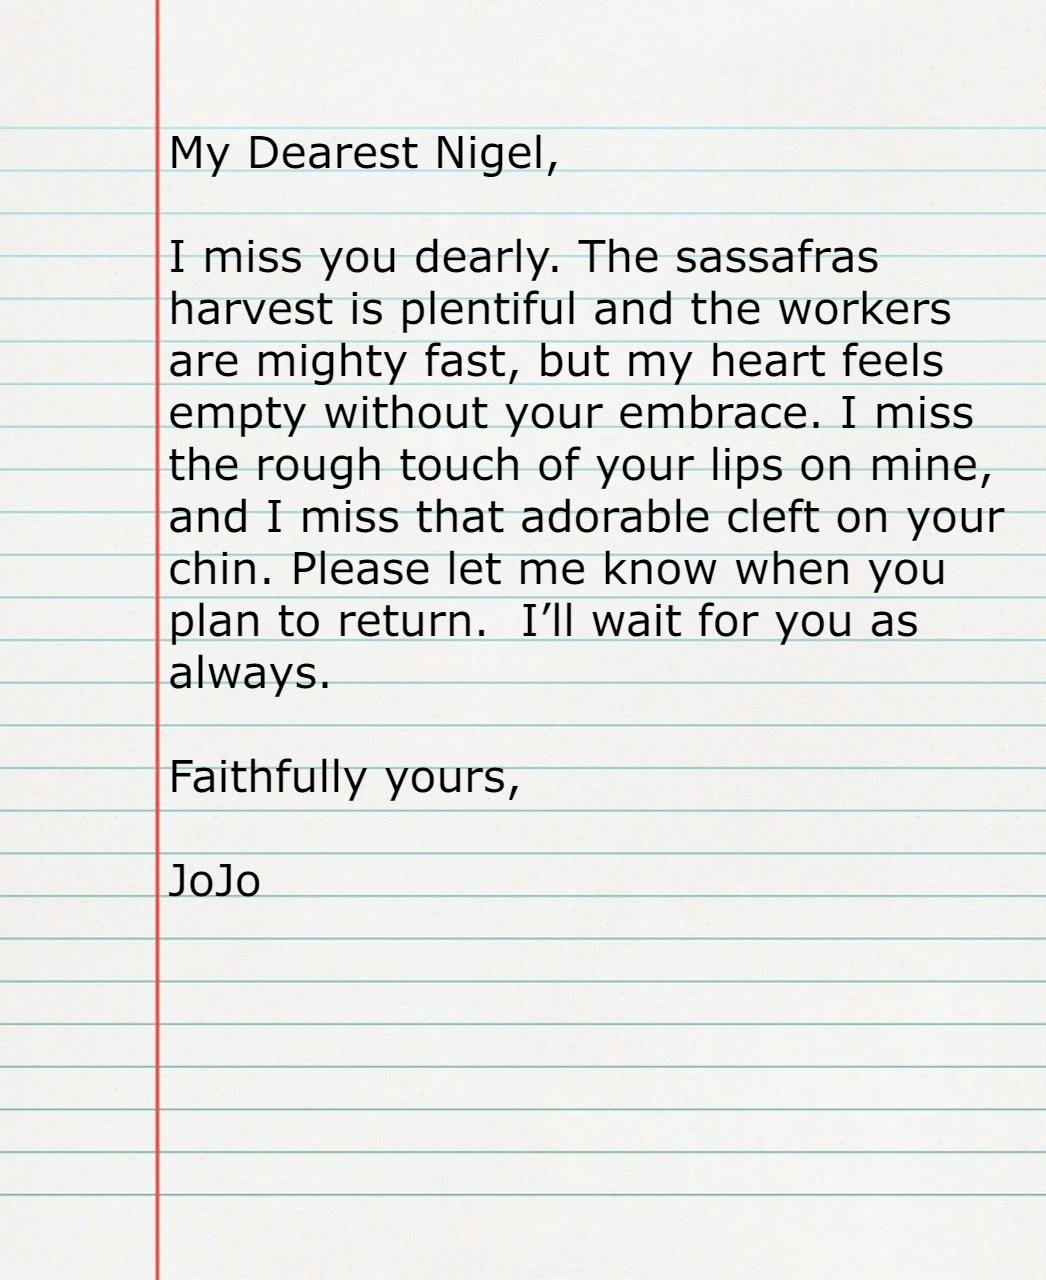 My Dearest Nigel,
I miss you dearly. The sassafras
harvest is plentiful and the workers
are mighty fast, but my heart feels
empty without your embrace. I miss
the rough touch of your lips on mine,
and I miss that adorable cleft on your
chin. Please let me know when you
plan to return.  I’ll wait for you as
always.
Faithfully yours,
JoJo